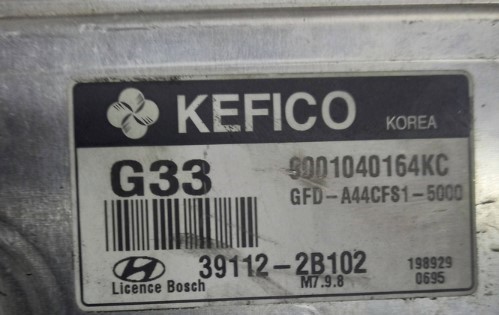 KEFICO KOREA
G33 9001040164KC
GFD-A44CFS1-5000
39112-2B102 198929
Licence Bosch M7.9.8 0695